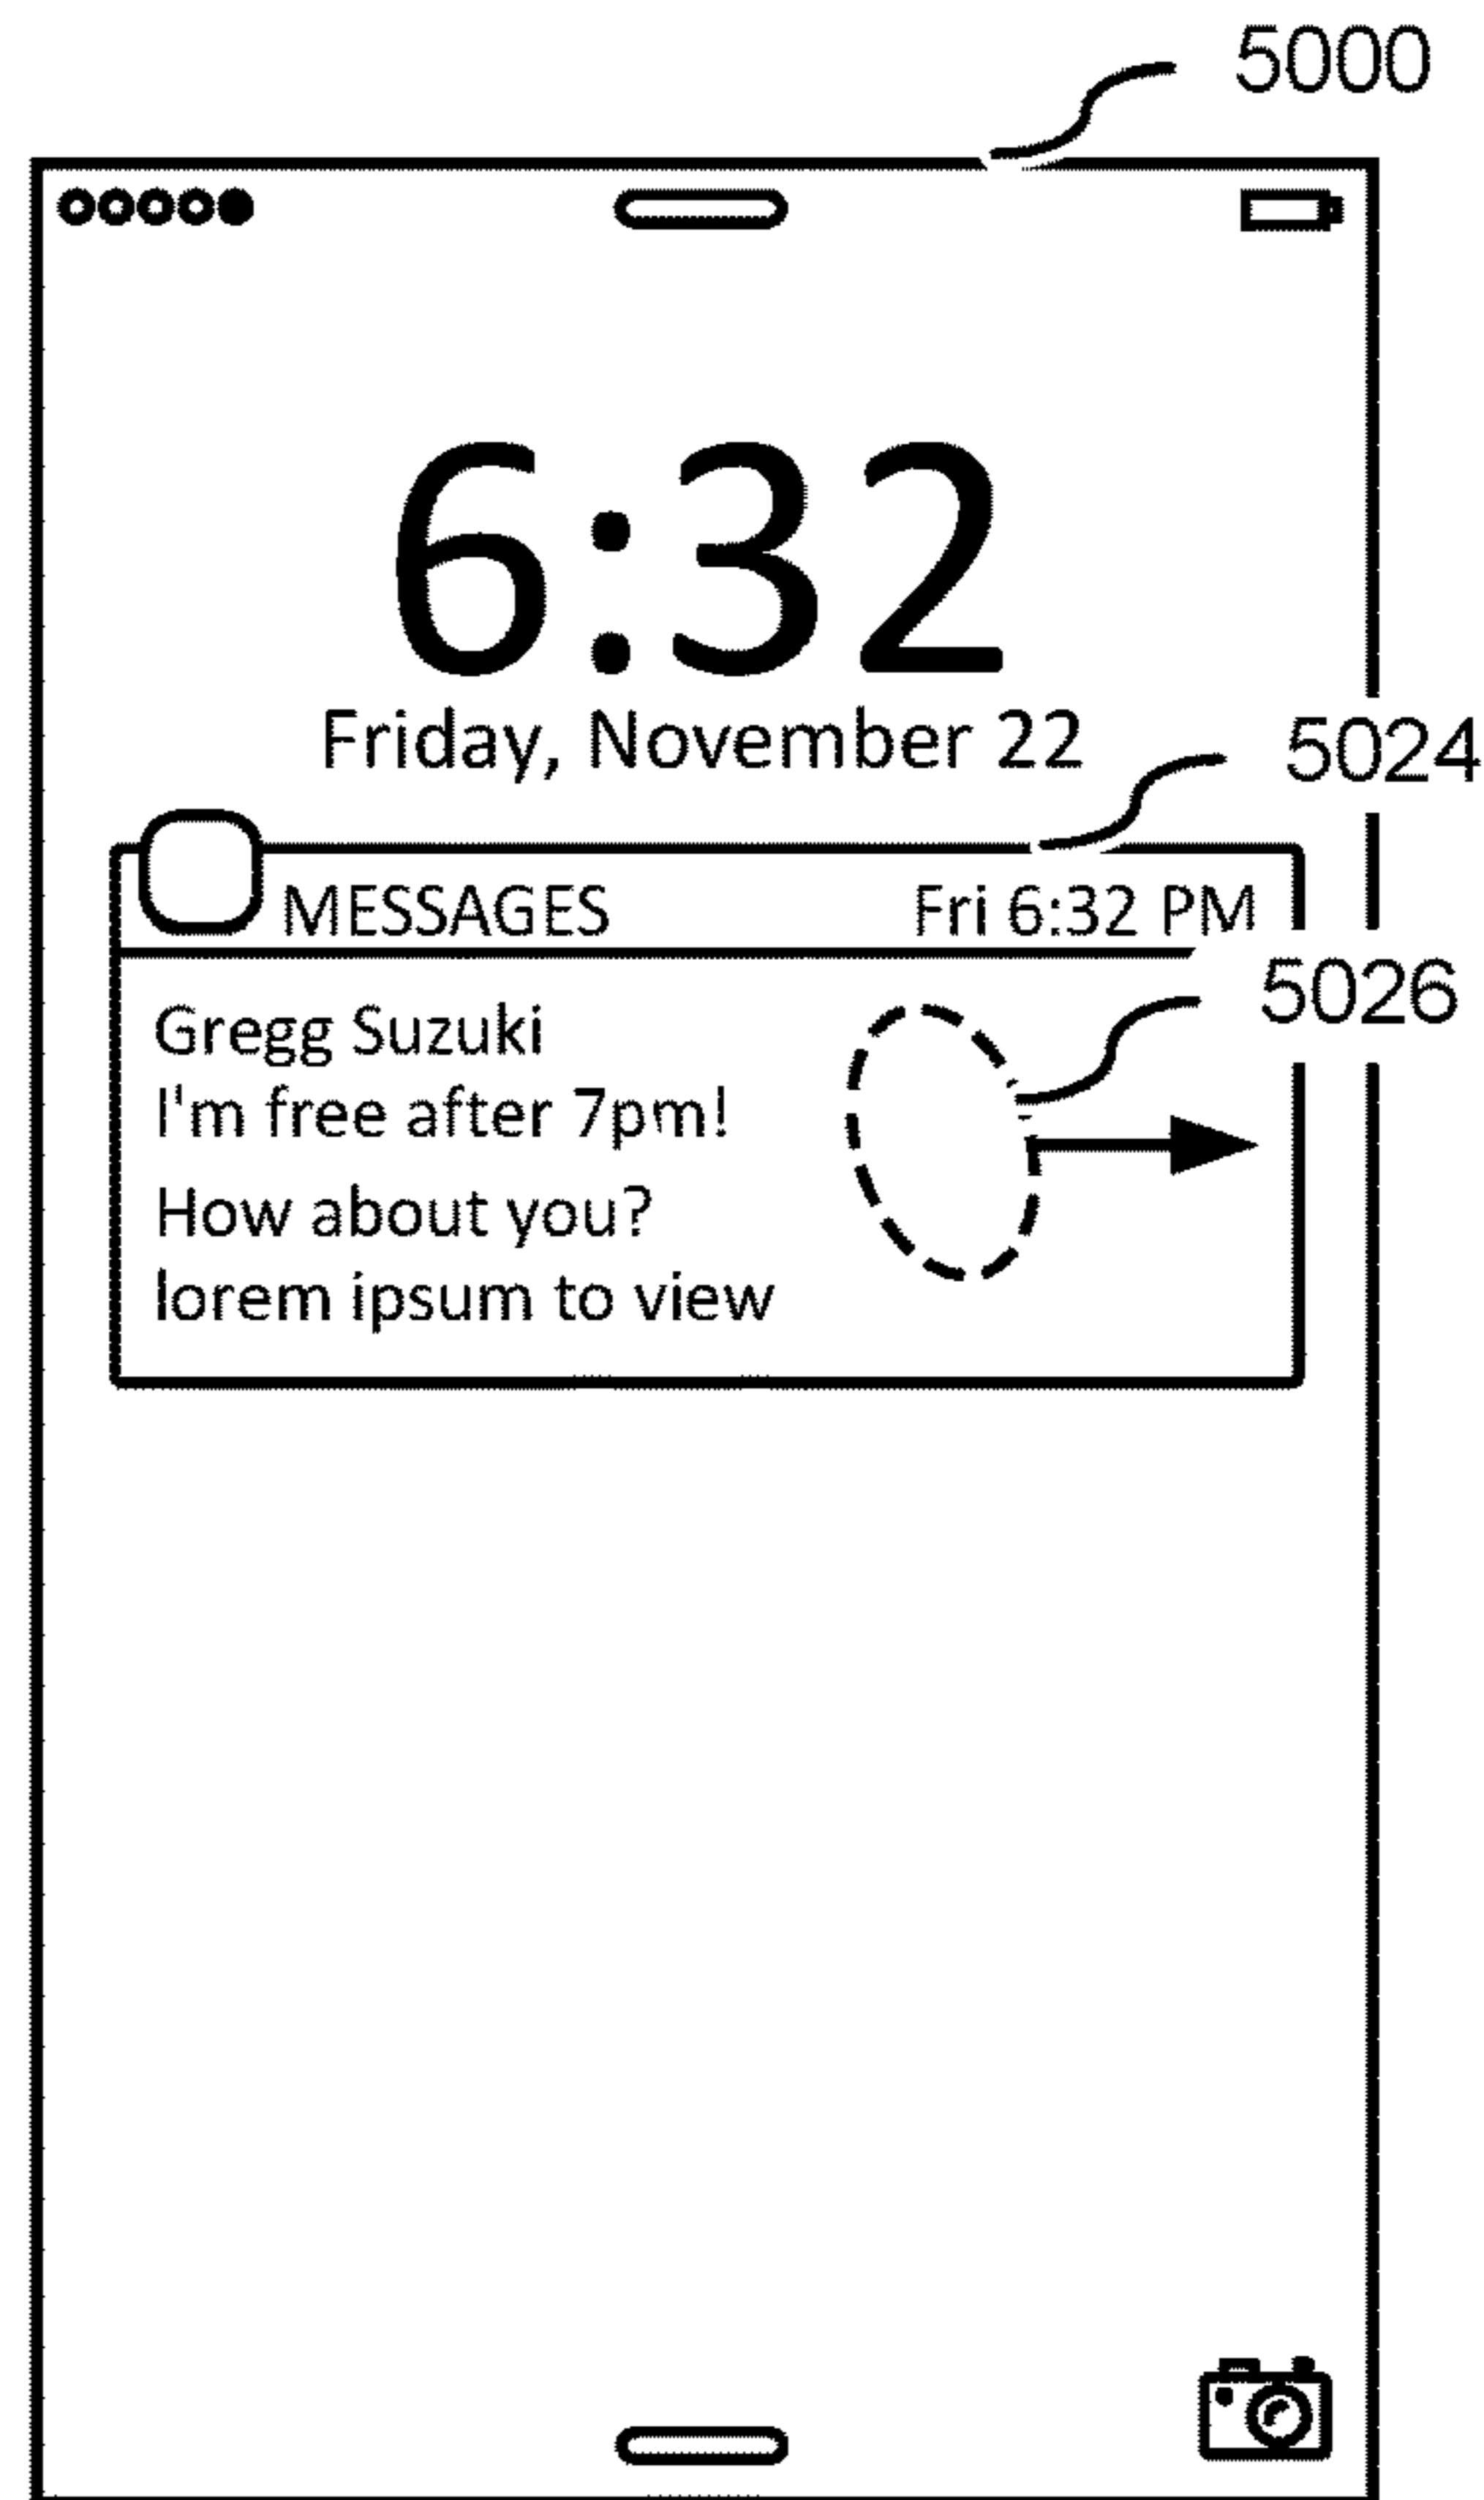 5000
6:32
Friday, November 22
5024
MESSAGES Fri 6:32 PM
5026
Gregg Suzuki
I'm free after 7pm!
How about you?
lorem ipsum to view